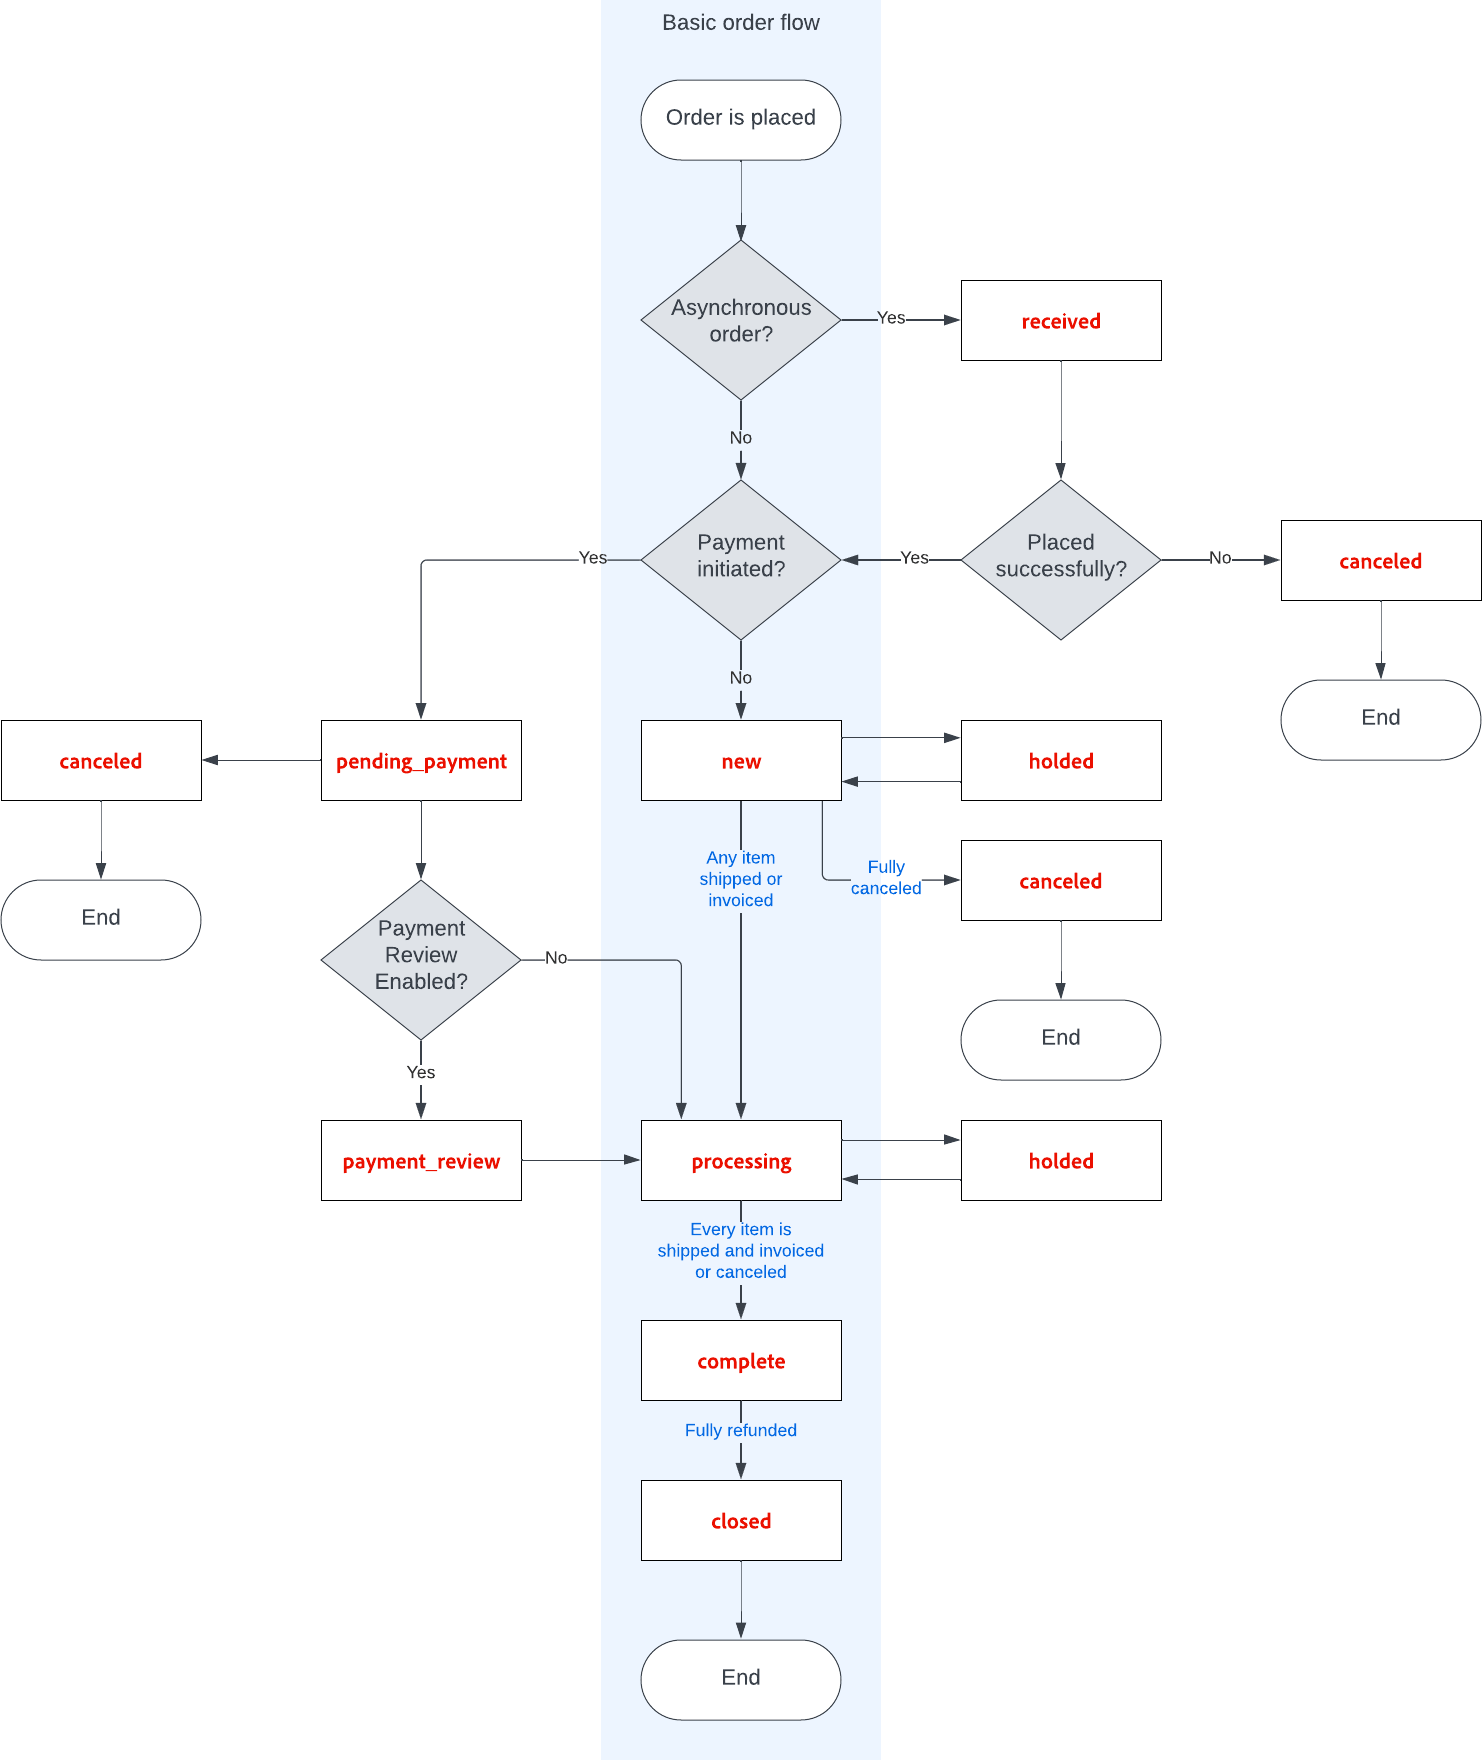 Basic order flow
Order is placed
Asynchronous
order?
Yes
received
No
Payment
initiated?
Yes
Yes
Placed
successfully?
No
canceled
End
No
canceled
pending_payment
new
holded
End
Any item
shipped or
invoiced
Fully
canceled
canceled
End
Payment
Review
Enabled?
No
Yes
payment_review
processing
holded
Every item is
shipped and invoiced
or canceled
complete
Fully refunded
closed
End